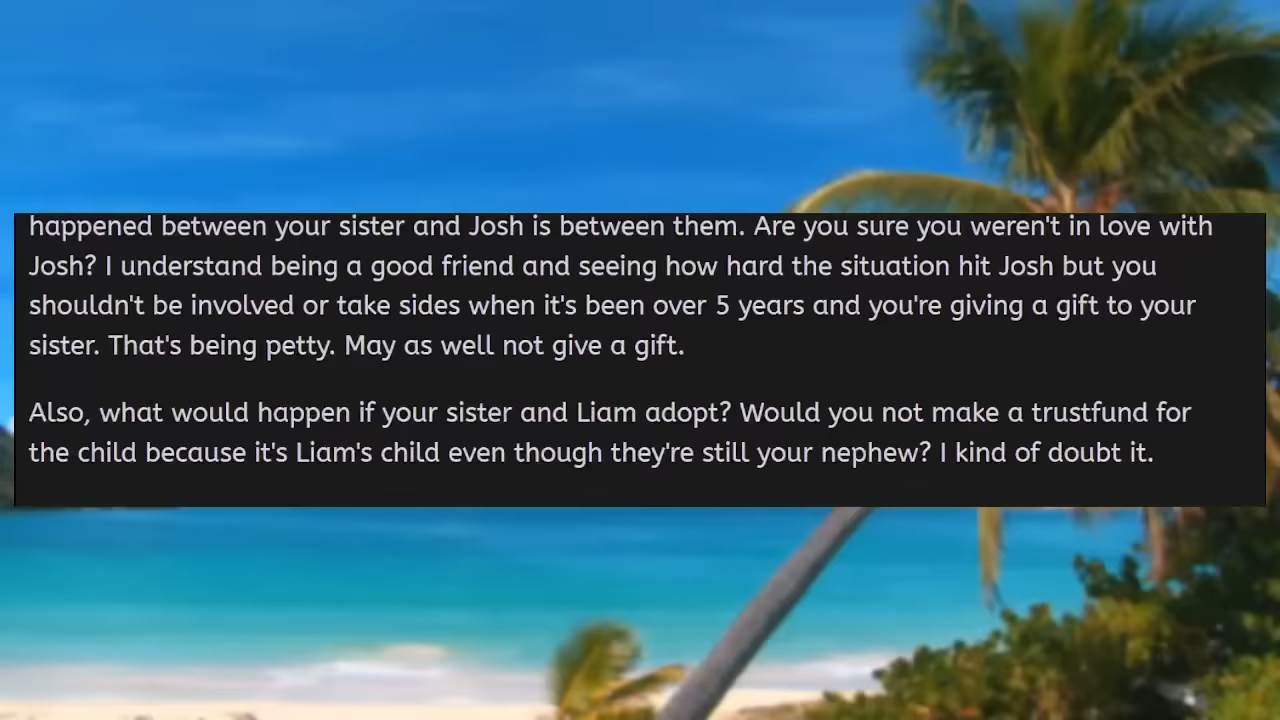 happened between your sister and Josh is between them. Are you sure you weren't in love with
Josh? I understand being a good friend and seeing how hard the situation hit Josh but you
shouldn't be involved or take sides when it's been over 5 years and you're giving a gift to your
sister. That's being petty. May as well not give a gift.
Also, what would happen if your sister and Liam adopt? Would you not make a trustfund for
the child because it's Liam's child even though they're still your nephew? I kind of doubt it.